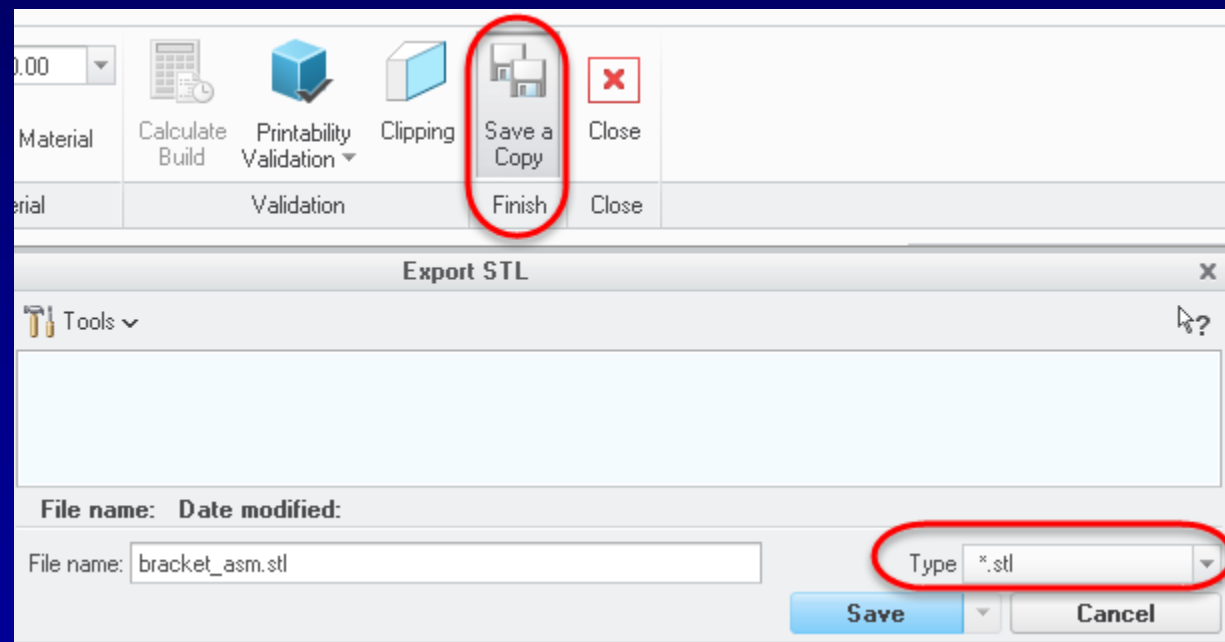 0.00
Material
Calculate Build
Printability Validation
Clipping
Save a Copy
Close
Validation
Finish
Close
Export STL
Tools
File name: Date modified:
File name: bracket_asm.stl
Type *.stl
Save
Cancel